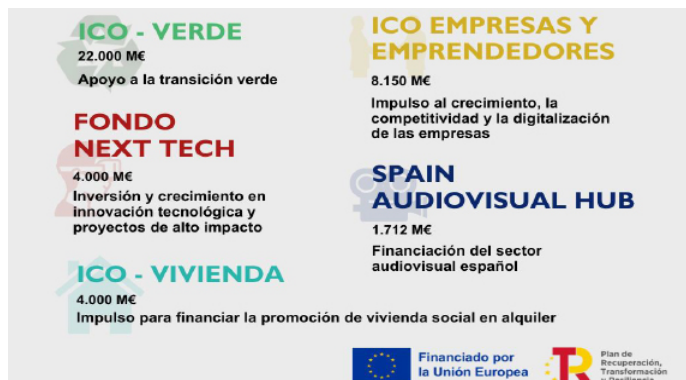 ICO - VERDE
22.000 M€
Apoyo a la transición verde
FONDO
NEXT TECH
4.000 M€
Inversión y crecimiento en
innovación tecnológica y
proyectos de alto impacto
ICO - VIVIENDA
4.000 M€
Impulso para financiar la promoción de vivienda social en alquiler
ICO EMPRESAS Y
EMPRENDEDORES
8.150 M€
Impulso al crecimiento, la
competitividad y la digitalización
de las empresas
SPAIN
AUDIOVISUAL HUB
1.712 M€
Financiación del sector
audiovisual español
Financiado por
la Unión Europea
TR
Plan de
Recuperación,
Transformación
y Resiliencia